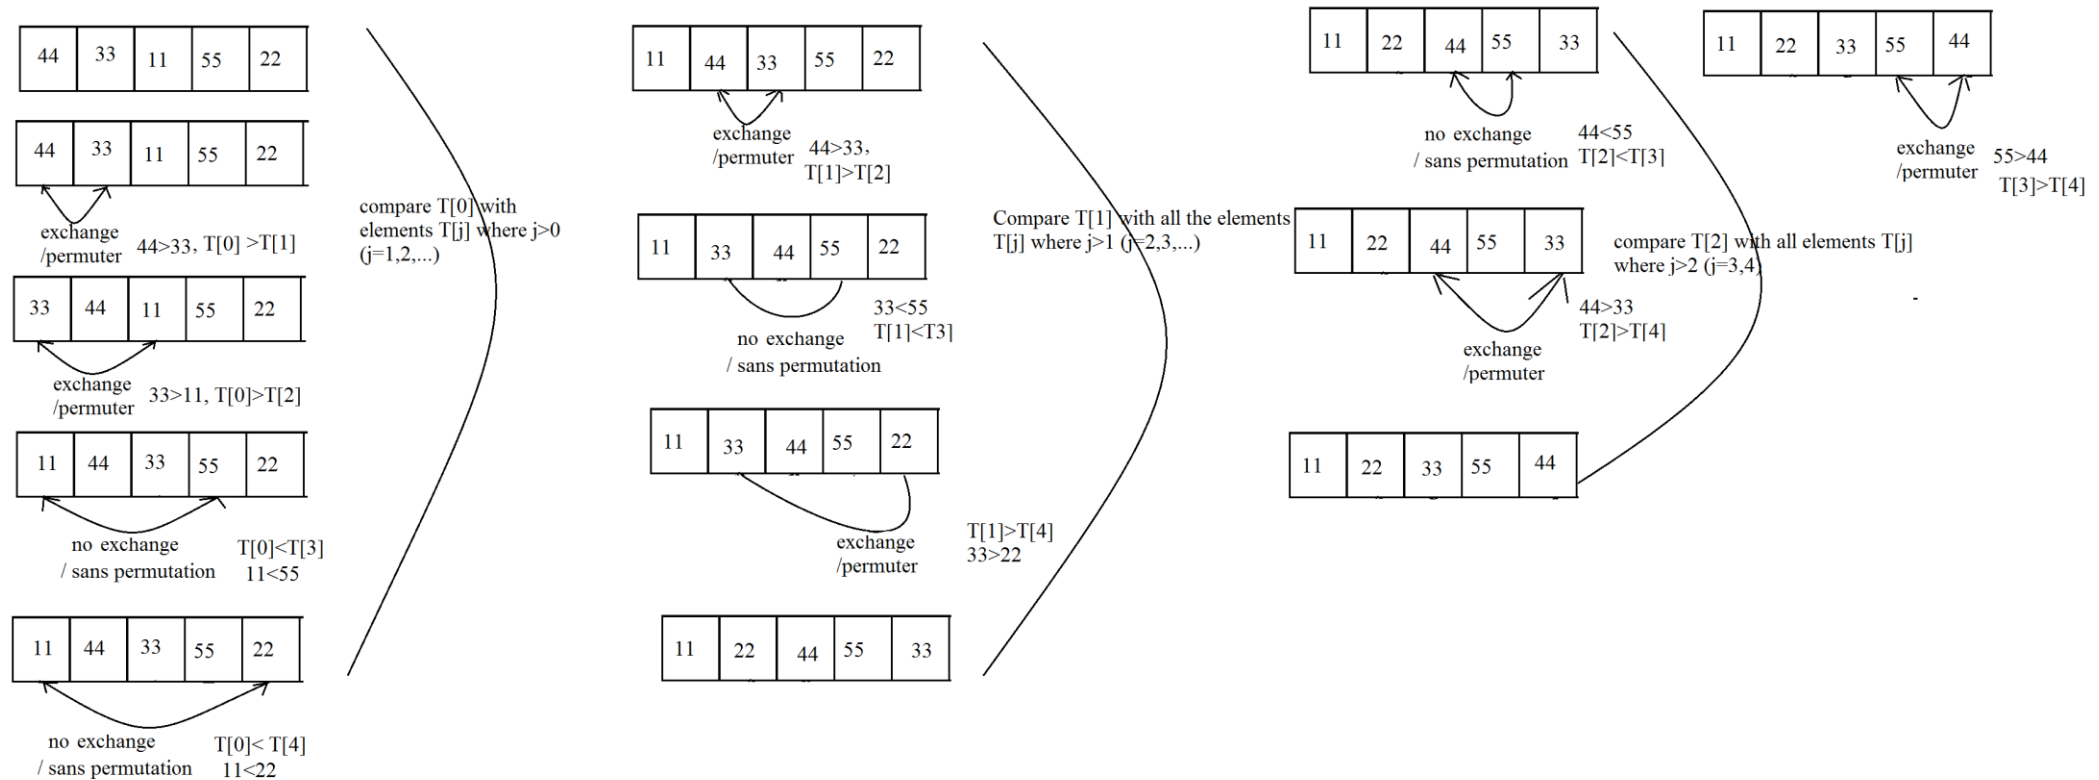 44 33 11 55 22
44 33 11 55 22
exchange
/permuter 44>33, T[0] >T[1]
33 44 11 55 22
exchange
/permuter 33>11, T[0]>T[2]
11 44 33 55 22
no exchange T[0]<T[3]
/ sans permutation 11<55
11 44 33 55 22
no exchange T[0]< T[4]
/ sans permutation 11<22
compare T[0] with
elements T[j] where j>0
(j=1,2,...)
11 44 33 55 22
exchange
/permuter 44>33,
T[1]>T[2]
11 33 44 55 22
33<55
T[1]<T3]
no exchange
/ sans permutation
11 33 44 55 22
T[1]>T[4]
33>22
exchange
/permuter
11 22 44 55 33
Compare T[1] with all the elements
T[j] where j>1 (j=2,3,...)
11 22 44 55 33
no exchange 44<55
/ sans permutation T[2]<T[3]
11 22 44 55 33
44>33
T[2]>T[4]
exchange
/permuter
11 22 33 55 44
compare T[2] with all elements T[j]
where j>2 (j=3,4)
11 22 33 55 44
exchange 55>44
/permuter T[3]>T[4]